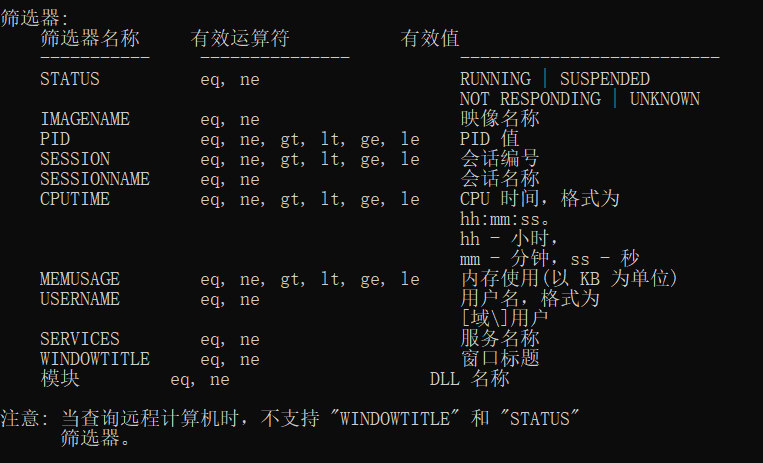 筛选器:
    筛选器名称     有效运算符           有效值
    -----------     ---------------           --------------------------
    STATUS          eq, ne                    RUNNING | SUSPENDED
                                              NOT RESPONDING | UNKNOWN
    IMAGENAME       eq, ne                    映像名称
    PID             eq, ne, gt, lt, ge, le    PID 值
    SESSION         eq, ne, gt, lt, ge, le    会话编号
    SESSIONNAME     eq, ne                    会话名称
    CPUTIME         eq, ne, gt, lt, ge, le    CPU 时间，格式为
                                              hh:mm:ss。
                                              hh - 小时，
                                              mm - 分钟，ss - 秒
    MEMUSAGE        eq, ne, gt, lt, ge, le    内存使用(以 KB 为单位)
    USERNAME        eq, ne                    用户名，格式为
                                              [域\]用户
    SERVICES        eq, ne                    服务名称
    WINDOWTITLE     eq, ne                    窗口标题
    模块         eq, ne                    DLL 名称

注意: 当查询远程计算机时，不支持 "WINDOWTITLE" 和 "STATUS"
      筛选器。